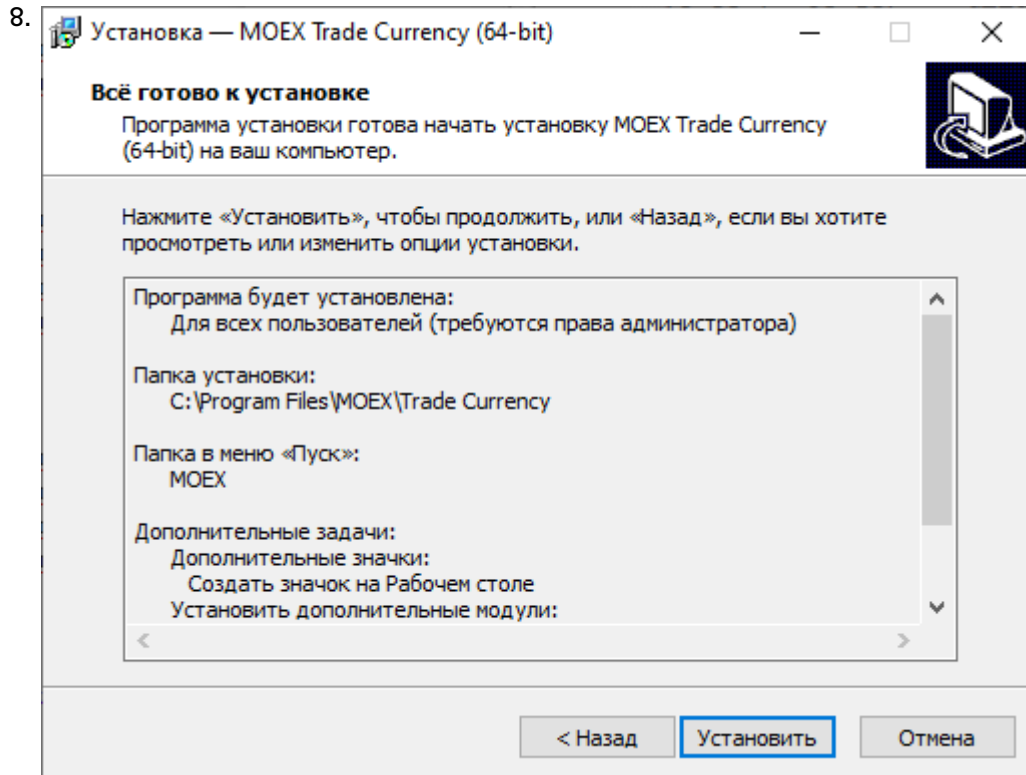 8.
Установка — MOEX Trade Currency (64-bit)
Всё готово к установке
Программа установки готова начать установку MOEX Trade Currency
(64-bit) на ваш компьютер.
Нажмите «Установить», чтобы продолжить, или «Назад», если вы хотите
просмотреть или изменить опции установки.
Программа будет установлена:
Для всех пользователей (требуются права администратора)
Папка установки:
C:\Program Files\MOEX\Trade Currency
Папка в меню «Пуск»:
MOEX
Дополнительные задачи:
Дополнительные значки:
Создать значок на Рабочем столе
Установить дополнительные модули:
< Назад
Установить
Отмена